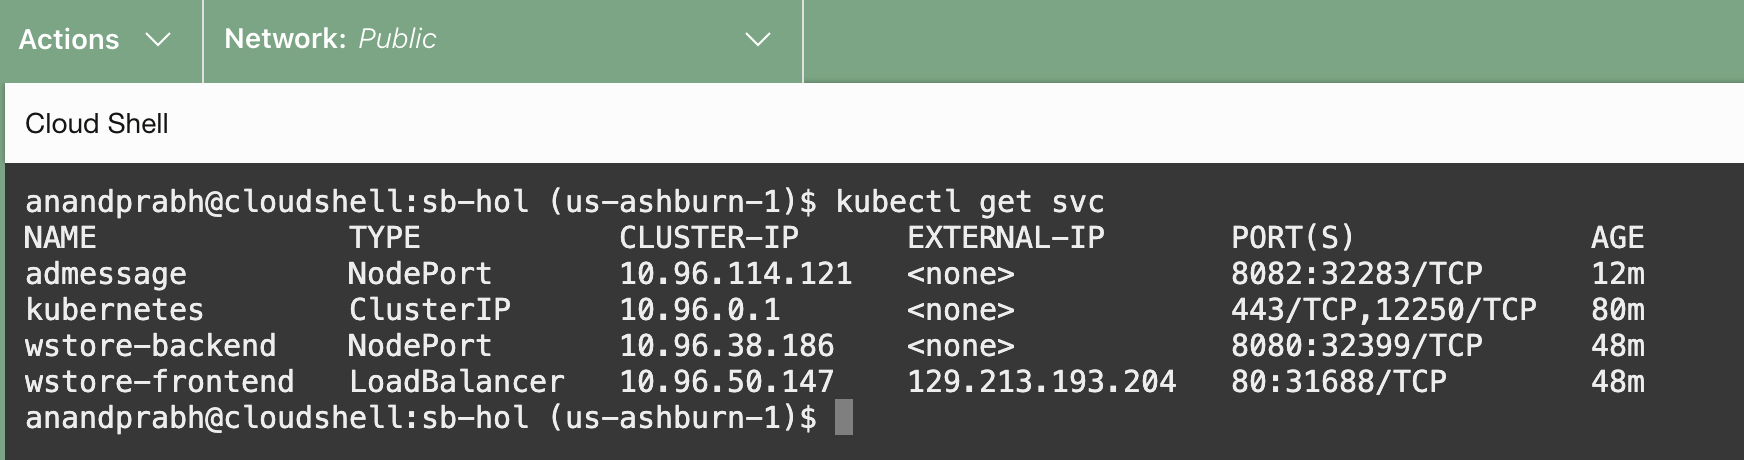 Actions Network: Public
Cloud Shell
anandprabh@cloudshell:sb-hol (us-ashburn-1)$ kubectl get svc
NAME TYPE CLUSTER-IP EXTERNAL-IP PORT(S) AGE
admessage NodePort 10.96.114.121 <none> 8082:32283/TCP 12m
kubernetes ClusterIP 10.96.0.1 <none> 443/TCP,12250/TCP 80m
wstore-backend NodePort 10.96.38.186 <none> 8080:32399/TCP 48m
wstore-frontend LoadBalancer 10.96.50.147 129.213.193.204 80:31688/TCP 48m
anandprabh@cloudshell:sb-hol (us-ashburn-1)$